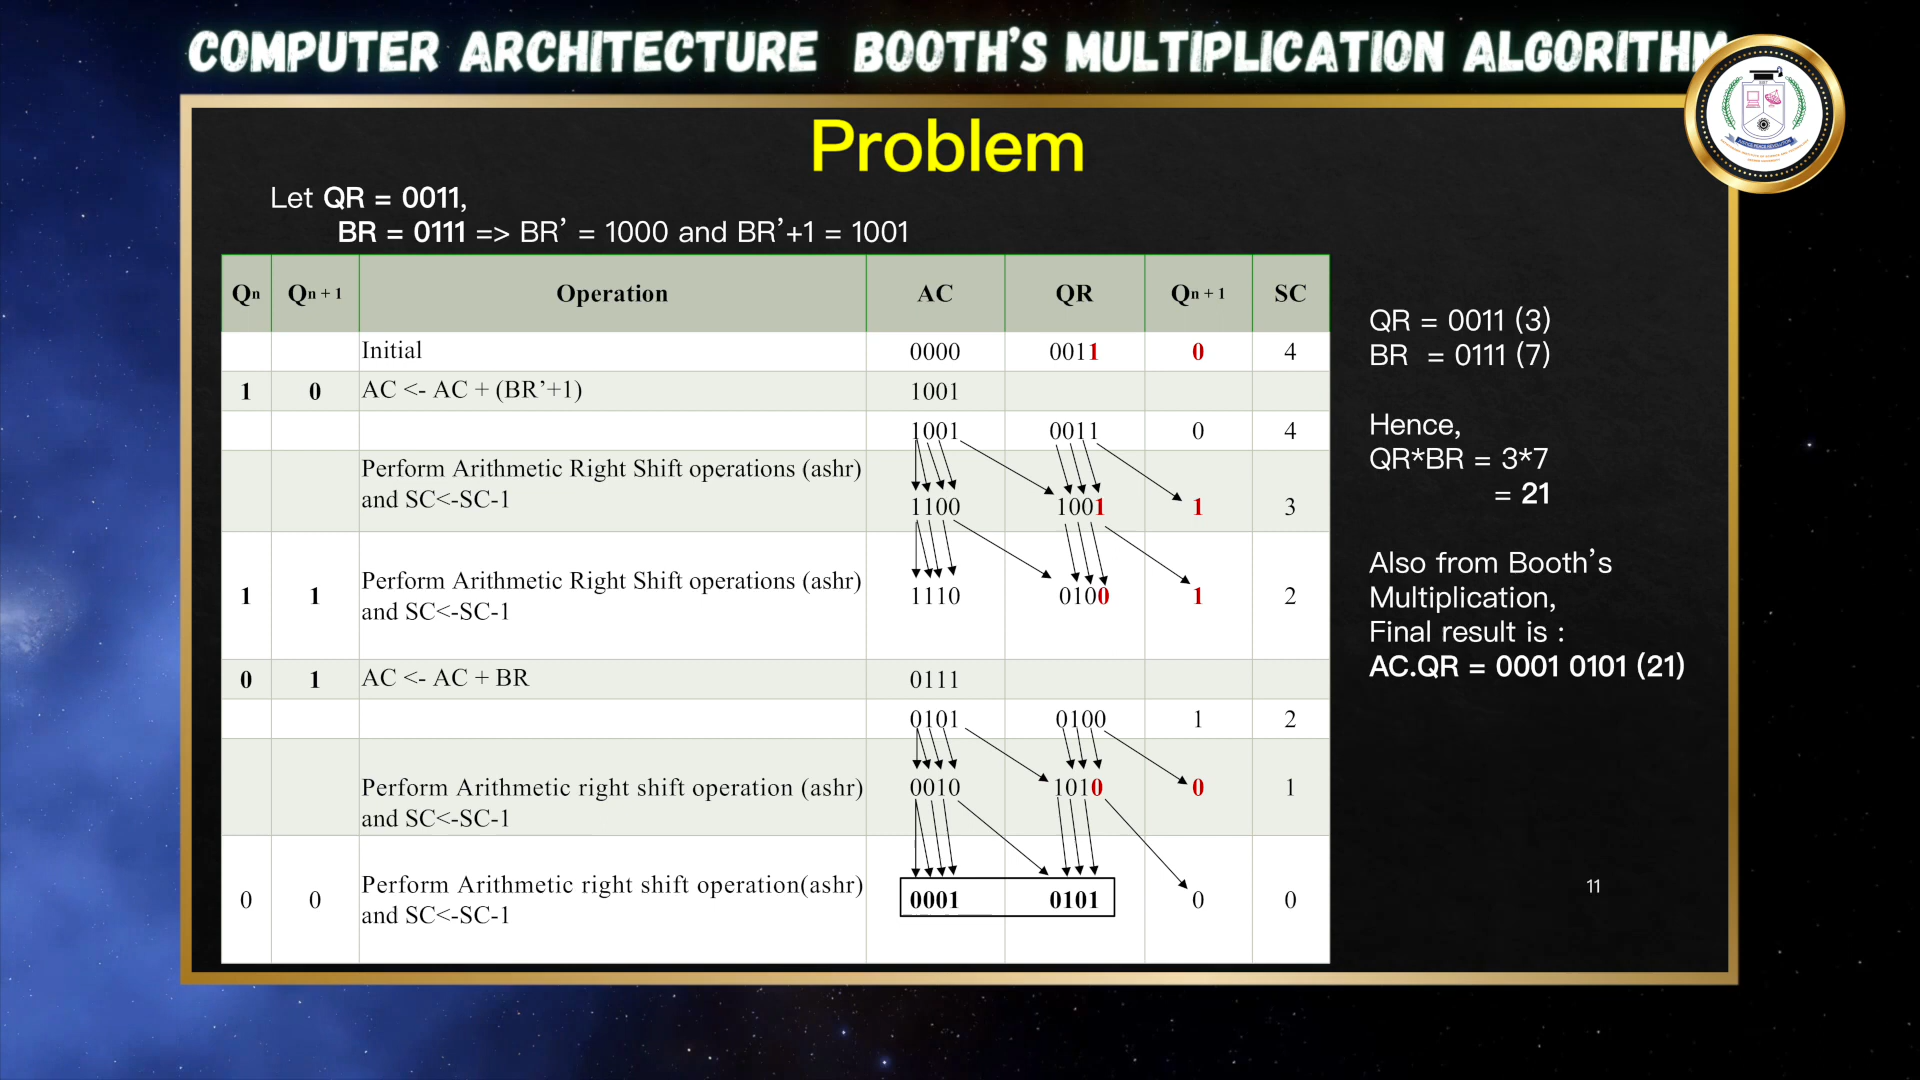 COMPUTER ARCHITECTURE BOOTH'S MULTIPLICATION ALGORITHM
Problem
Let QR = 0011,
BR = 0111 => BR’ = 1000 and BR’+1 = 1001
Qn Qn + 1 Operation AC QR Qn + 1 SC
Initial 0000 0011 0 4
1 0 AC <- AC + (BR’+1) 1001
1001 0011 0 4
Perform Arithmetic Right Shift operations (ashr)
and SC<-SC-1 1100 1001 1 3
Perform Arithmetic Right Shift operations (ashr)
1 1 and SC<-SC-1 1110 0100 1 2
0 1 AC <- AC + BR 0111
0101 0100 1 2
Perform Arithmetic right shift operation (ashr) 0010 1010 0 1
and SC<-SC-1
Perform Arithmetic right shift operation(ashr)
0 0 and SC<-SC-1 0001 0101 0 0
QR = 0011 (3)
BR = 0111 (7)
Hence,
QR*BR = 3*7
= 21
Also from Booth’s
Multiplication,
Final result is :
AC.QR = 0001 0101 (21)
11